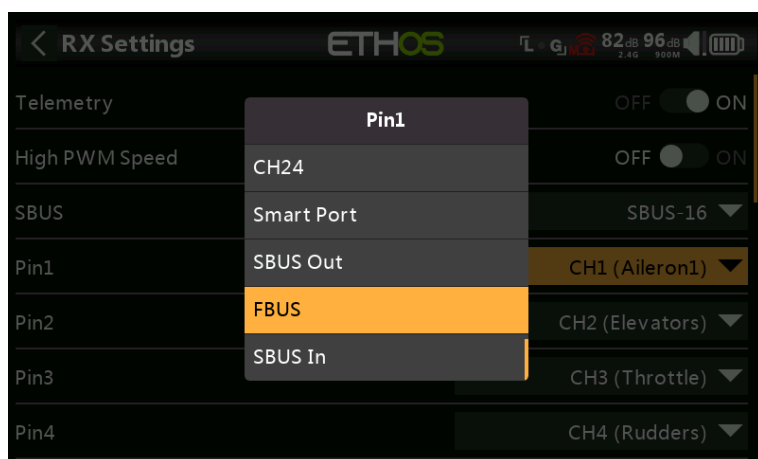 RX Settings
ETHOS
L G 82dB 96dB
2.4G 900M
Telemetry
OFF ON
Pin1
High PWM Speed
OFF ON
CH24
SBUS
Smart Port
SBUS-16
SBUS Out
Pin1
CH1 (Aileron1)
FBUS
Pin2
CH2 (Elevators)
SBUS In
Pin3
CH3 (Throttle)
Pin4
CH4 (Rudders)